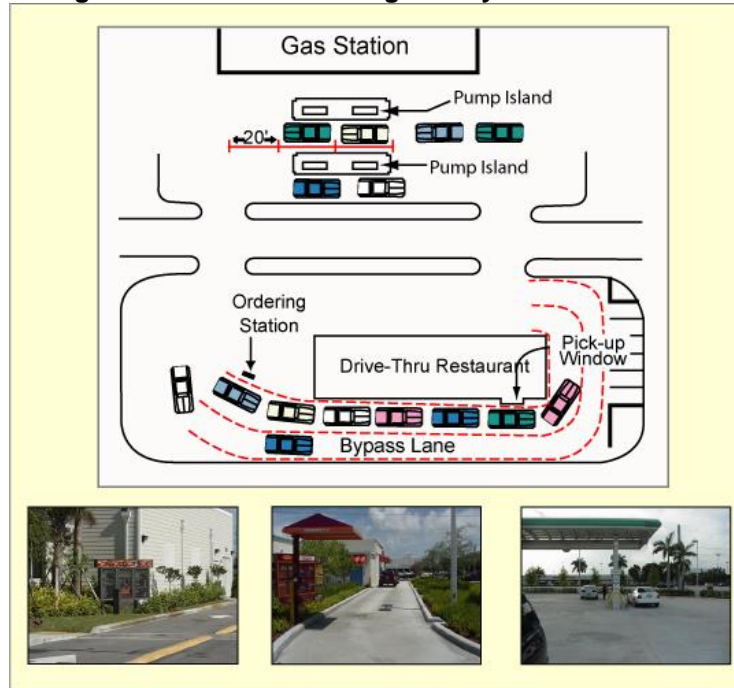 Gas Station
Pump Island
20'
Pump Island
Ordering
Station
Drive-Thru Restaurant
Pick-up
Window
Bypass Lane